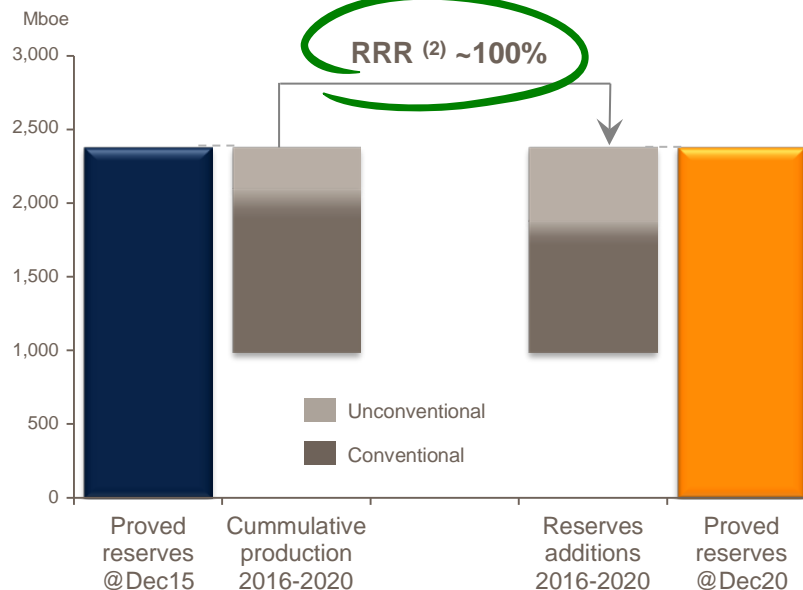 Mboe
RRR (2) ~100%
3,000
2,500
2,000
1,500
1,000
500
0
Unconventional
Conventional
Proved
reserves
@Dec15
Cummulative
production
2016-2020
Reserves
additions
2016-2020
Proved
reserves
@Dec20